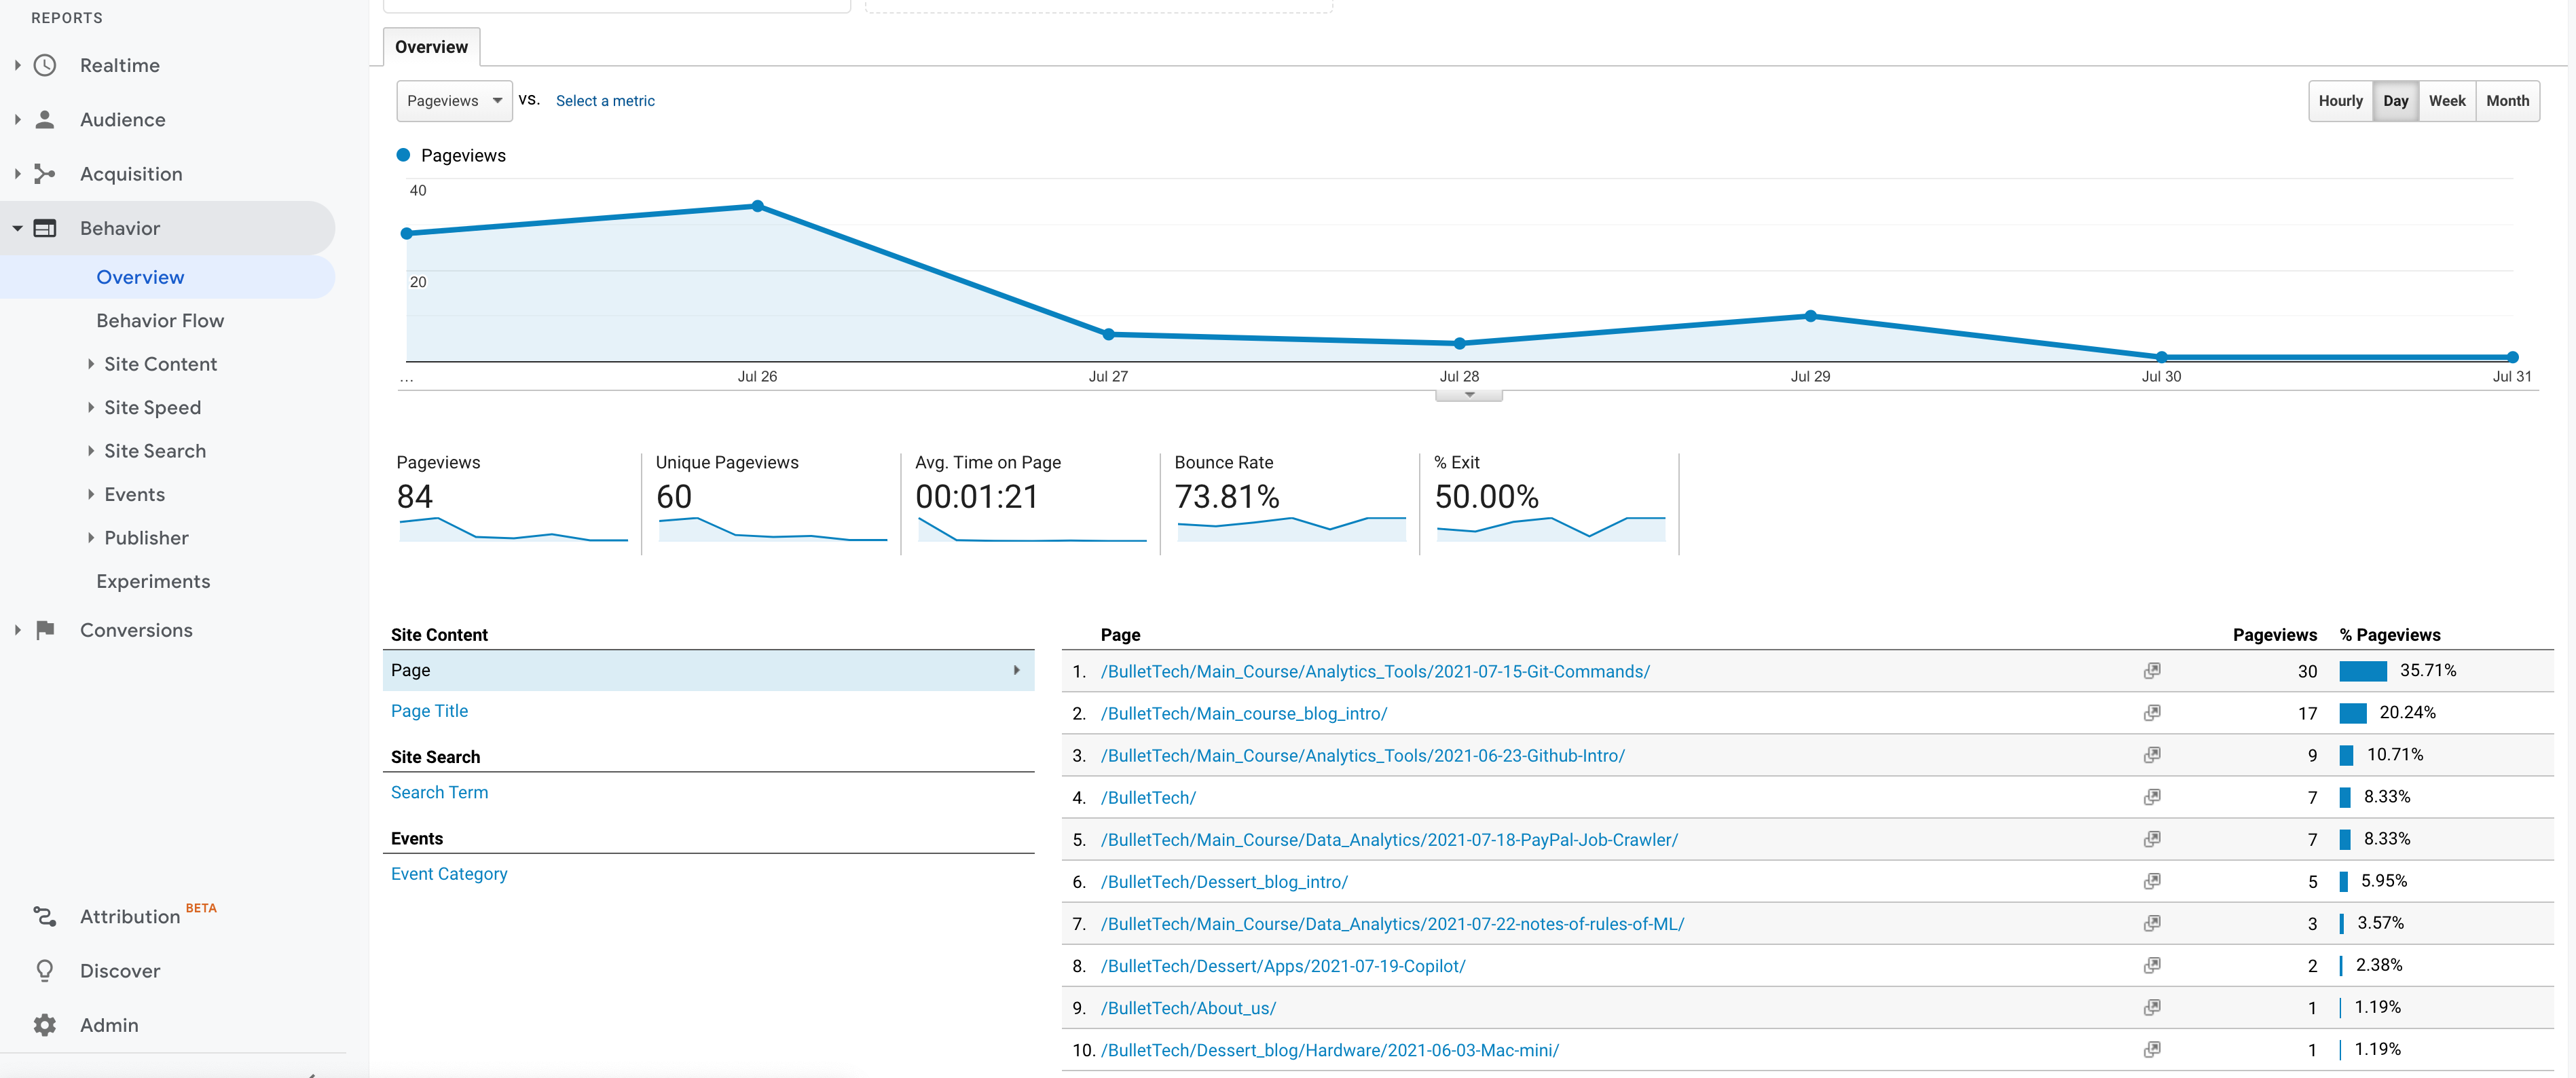 REPORTS
Realtime
Audience
Acquisition
Behavior
Overview
Behavior Flow
Site Content
Site Speed
Site Search
Events
Publisher
Experiments
Conversions
Attribution BETA
Discover
Admin
Overview
Pageviews VS. Select a metric
Hourly Day Week Month
Pageviews
40
20
... Jul 26 Jul 27 Jul 28 Jul 29 Jul 30 Jul 31
Pageviews
84
Unique Pageviews
60
Avg. Time on Page
00:01:21
Bounce Rate
73.81%
% Exit
50.00%
Site Content
Page
Page Title
Site Search
Search Term
Events
Event Category
Page Pageviews % Pageviews
1. /BulletTech/Main_Course/Analytics_Tools/2021-07-15-Git-Commands/ 30 35.71%
2. /BulletTech/Main_course_blog_intro/ 17 20.24%
3. /BulletTech/Main_Course/Analytics_Tools/2021-06-23-Github-Intro/ 9 10.71%
4. /BulletTech/ 7 8.33%
5. /BulletTech/Main_Course/Data_Analytics/2021-07-18-PayPal-Job-Crawler/ 7 8.33%
6. /BulletTech/Dessert_blog_intro/ 5 5.95%
7. /BulletTech/Main_Course/Data_Analytics/2021-07-22-notes-of-rules-of-ML/ 3 3.57%
8. /BulletTech/Dessert/Apps/2021-07-19-Copilot/ 2 2.38%
9. /BulletTech/About_us/ 1 1.19%
10. /BulletTech/Dessert_blog/Hardware/2021-06-03-Mac-mini/ 1 1.19%